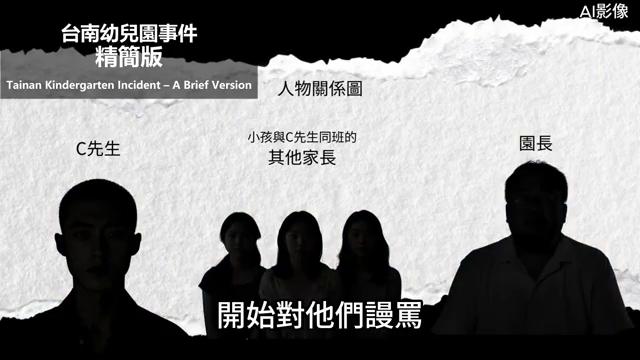 AI影像
台南幼兒園事件
精簡版
Tainan Kindergarten Incident – A Brief Version
人物關係圖
C先生
小孩與C先生同班的
其他家長
園長
開始對他們謾罵